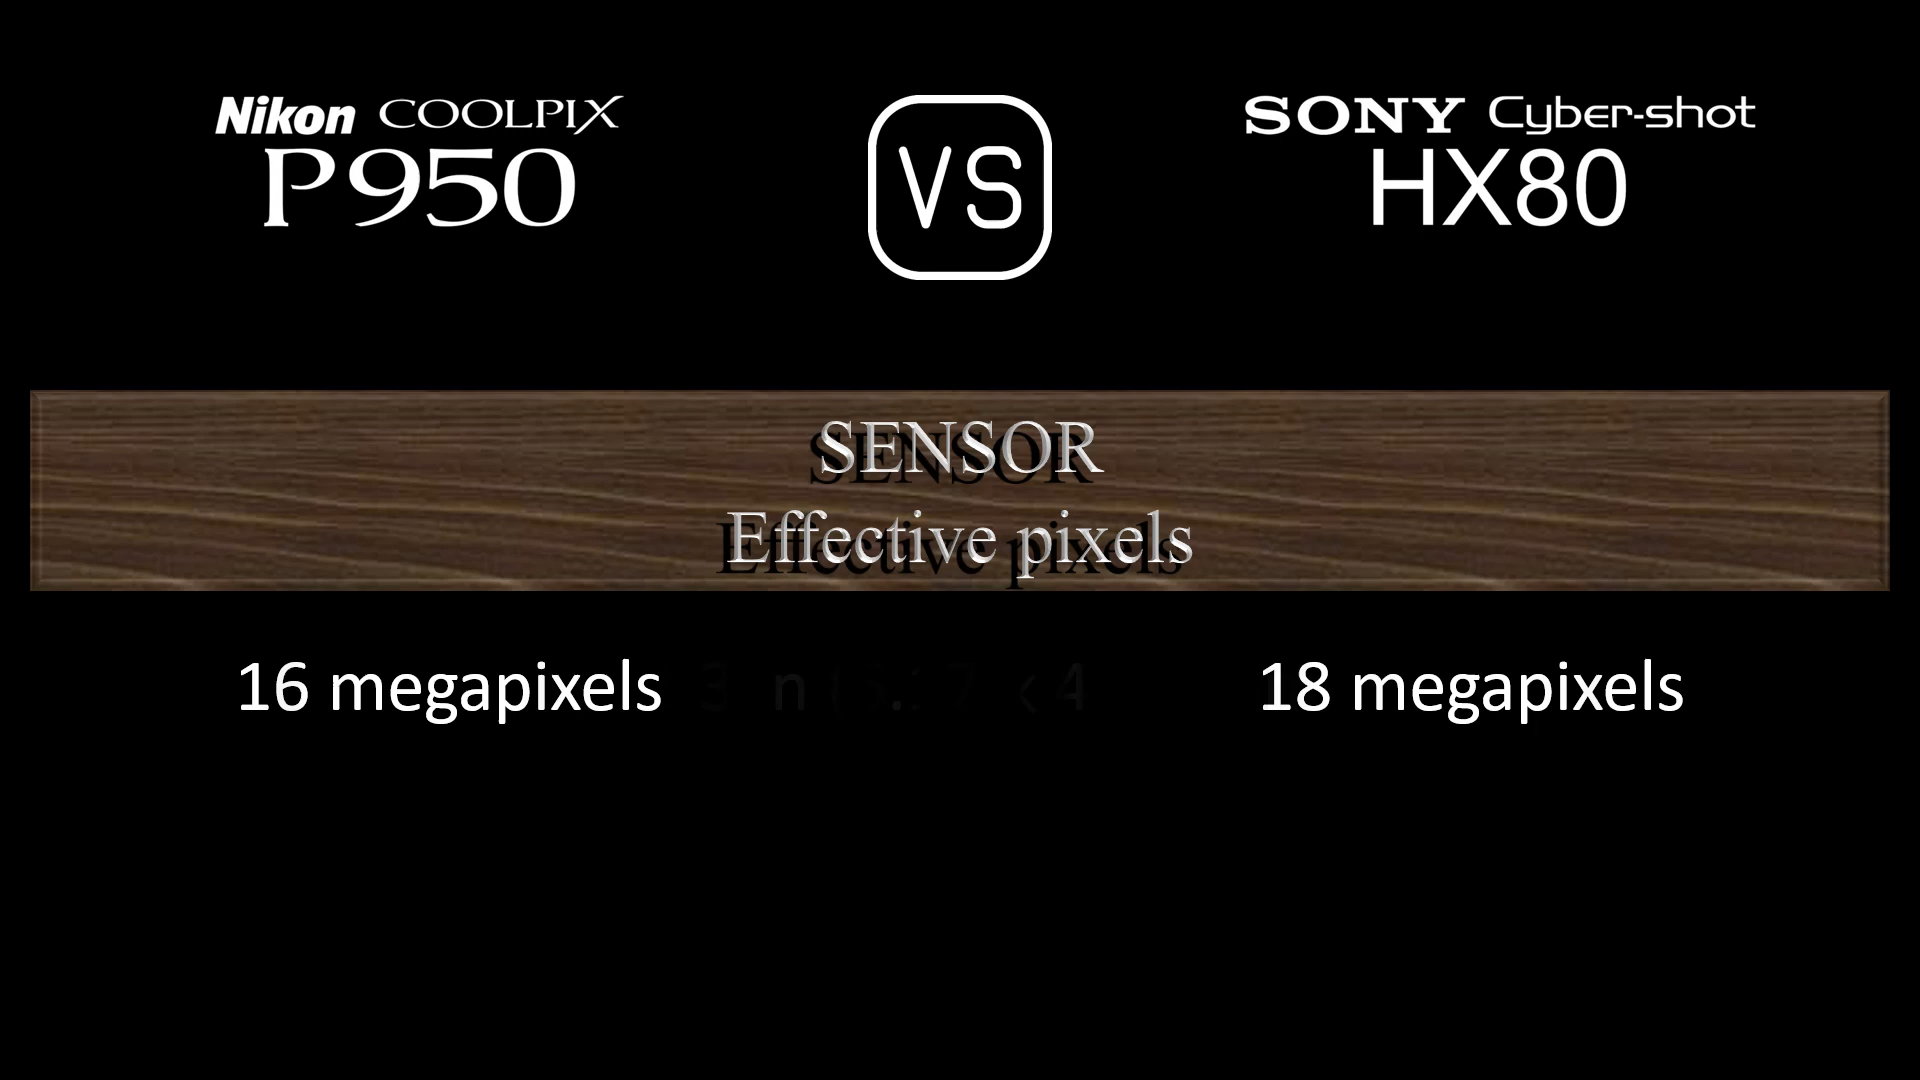 Nikon COOLPIX
P950
VS
SONY Cyber-shot
HX80
SENSOR
Effective pixels
16 megapixels
18 megapixels